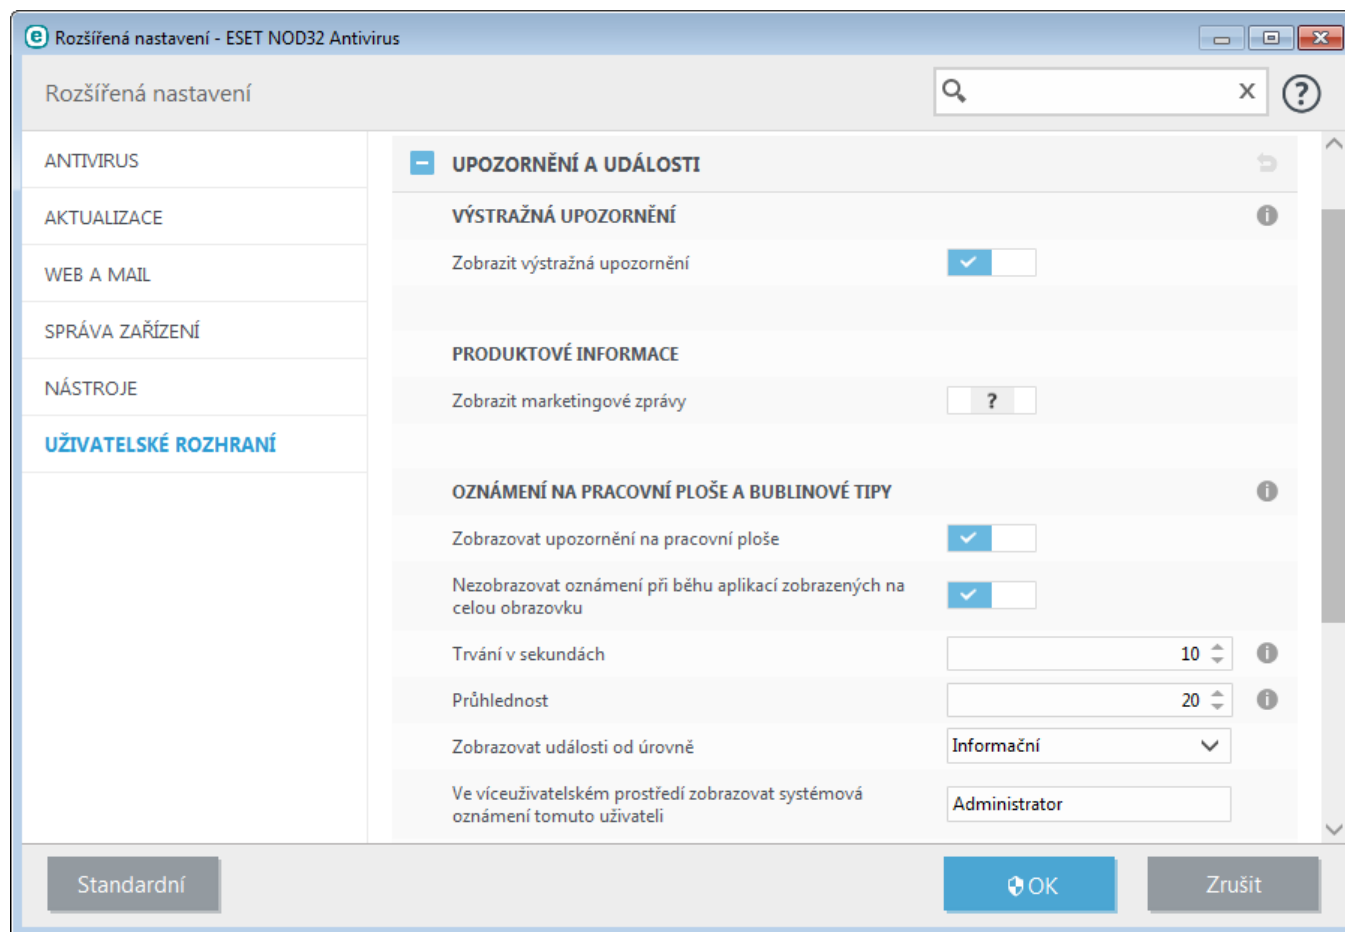 Rozšířená nastavení - ESET NOD32 Antivirus
Rozšířená nastavení
ANTIVIRUS
AKTUALIZACE
WEB A MAIL
SPRÁVA ZAŘÍZENÍ
NÁSTROJE
UŽIVATELSKÉ ROZHRANÍ
UPOZORNĚNÍ A UDÁLOSTI
VÝSTRAŽNÁ UPOZORNĚNÍ
Zobrazit výstražná upozornění
PRODUKTOVÉ INFORMACE
Zobrazit marketingové zprávy ?
OZNÁMENÍ NA PRACOVNÍ PLOŠE A BUBLINOVÉ TIPY
Zobrazovat upozornění na pracovní ploše
Nezobrazovat oznámení při běhu aplikací zobrazených na
celou obrazovku
Trvání v sekundách 10
Průhlednost 20
Zobrazovat události od úrovně Informační
Ve víceuživatelském prostředí zobrazovat systémová
oznámení tomuto uživateli Administrator
Standardní OK Zrušit